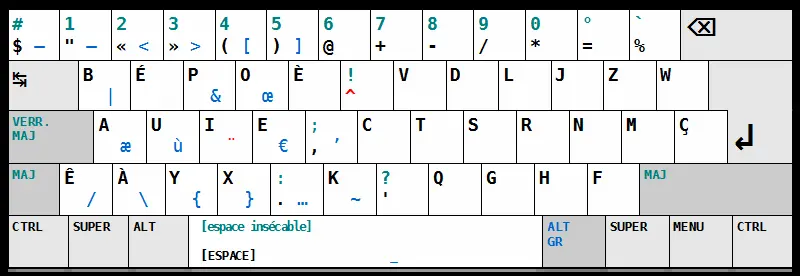 # 1 2 3 4 5 6 7 8 9 0 ° `
$ – " — « < » > ( [ ) ] @ + - / * = % ⌫
↹ B É P O È ! V D L J Z W
| & œ ^
VERR. MAJ A U I E ; C T S R N M Ç ↲
æ ù ¨ € , ’
MAJ Ê À Y X : K ? Q G H F MAJ
/ \ { } . … ~ '
CTRL SUPER ALT [espace insécable] ALT GR SUPER MENU CTRL
[ESPACE] _